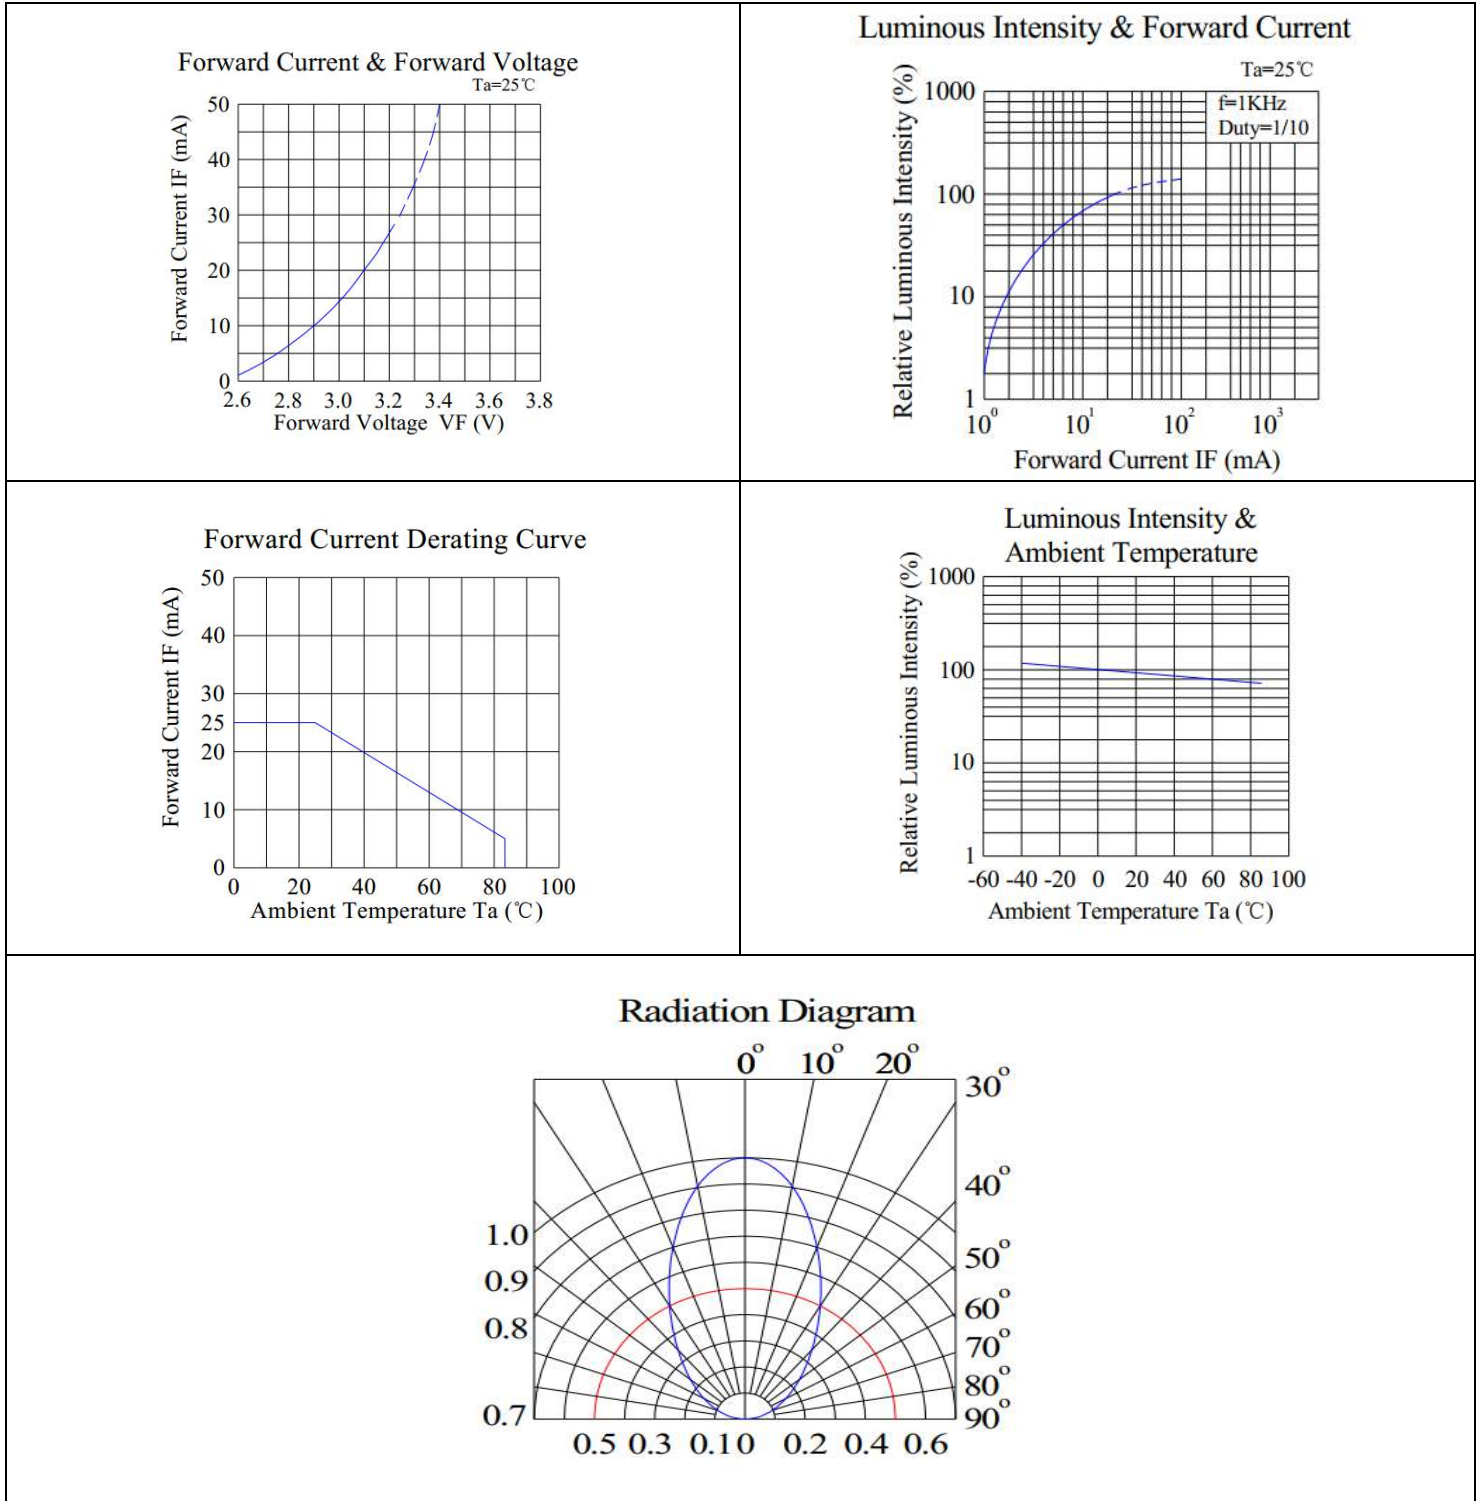 Forward Current & Forward Voltage
Ta=25℃
Forward Current IF (mA)
50
40
30
20
10
0
2.6 2.8 3.0 3.2 3.4 3.6 3.8
Forward Voltage VF (V)
Luminous Intensity & Forward Current
Ta=25℃
f=1KHz
Duty=1/10
Relative Luminous Intensity (%)
1000
100
10
1
10⁰ 10¹ 10² 10³
Forward Current IF (mA)
Forward Current Derating Curve
Forward Current IF (mA)
50
40
30
25
20
10
0
0 20 40 60 80 100
Ambient Temperature Ta (℃)
Luminous Intensity &
Ambient Temperature
Relative Luminous Intensity (%)
1000
100
10
1
-60 -40 -20 0 20 40 60 80 100
Ambient Temperature Ta (℃)
Radiation Diagram
0° 10° 20°
30°
40°
50°
60°
70°
80°
90°
1.0
0.9
0.8
0.7
0.5 0.3 0.1 0 0.2 0.4 0.6